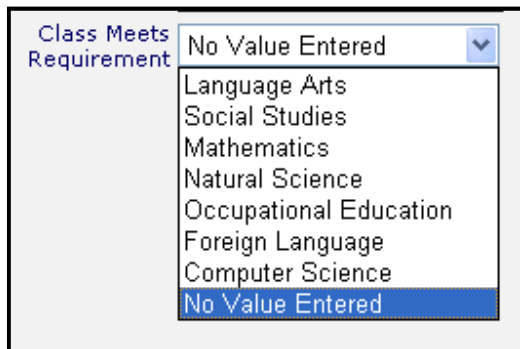 Class Meets
Requirement
No Value Entered
Language Arts
Social Studies
Mathematics
Natural Science
Occupational Education
Foreign Language
Computer Science
No Value Entered